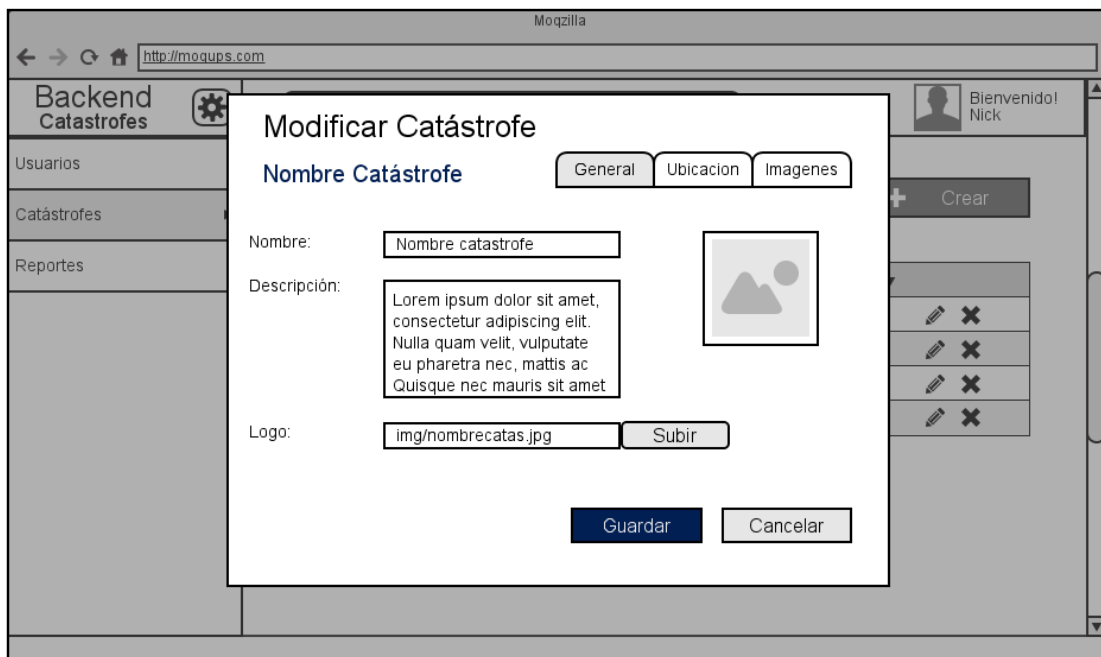 Moqzilla
http://moqups.com
Backend
Catastrofes
Bienvenido!
Nick
Usuarios
Catástrofes
Reportes
Crear
Modificar Catástrofe
Nombre Catástrofe
General
Ubicacion
Imagenes
Nombre:
Nombre catastrofe
Descripción:
Lorem ipsum dolor sit amet,
consectetur adipiscing elit.
Nulla quam velit, vulputate
eu pharetra nec, mattis ac
Quisque nec mauris sit amet
Logo:
img/nombrecatas.jpg
Subir
Guardar
Cancelar